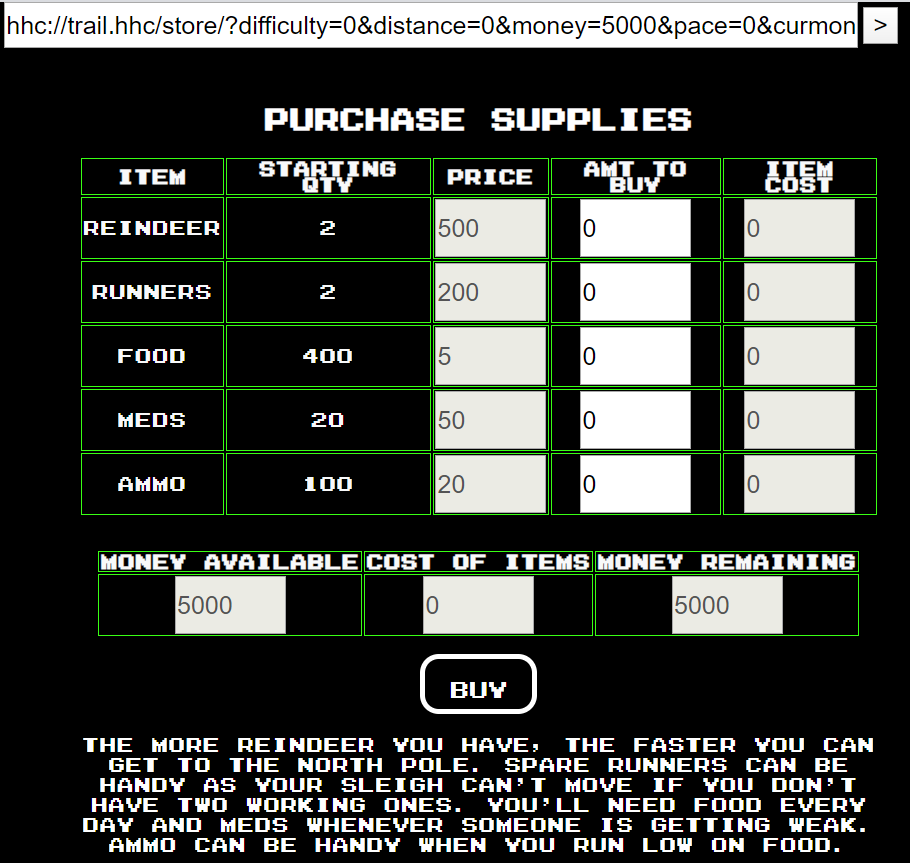 hhc://trail.hhc/store/?difficulty=0&distance=0&money=5000&pace=0&curmon >
PURCHASE SUPPLIES
ITEM STARTING QTY PRICE AMT TO BUY ITEM COST
REINDEER 2 500 0 0
RUNNERS 2 200 0 0
FOOD 400 5 0 0
MEDS 20 50 0 0
AMMO 100 20 0 0
MONEY AVAILABLE COST OF ITEMS MONEY REMAINING
5000 0 5000
BUY
THE MORE REINDEER YOU HAVE, THE FASTER YOU CAN
GET TO THE NORTH POLE. SPARE RUNNERS CAN BE
HANDY AS YOUR SLEIGH CAN'T MOVE IF YOU DON'T
HAVE TWO WORKING ONES. YOU'LL NEED FOOD EVERY
DAY AND MEDS WHENEVER SOMEONE IS GETTING WEAK.
AMMO CAN BE HANDY WHEN YOU RUN LOW ON FOOD.